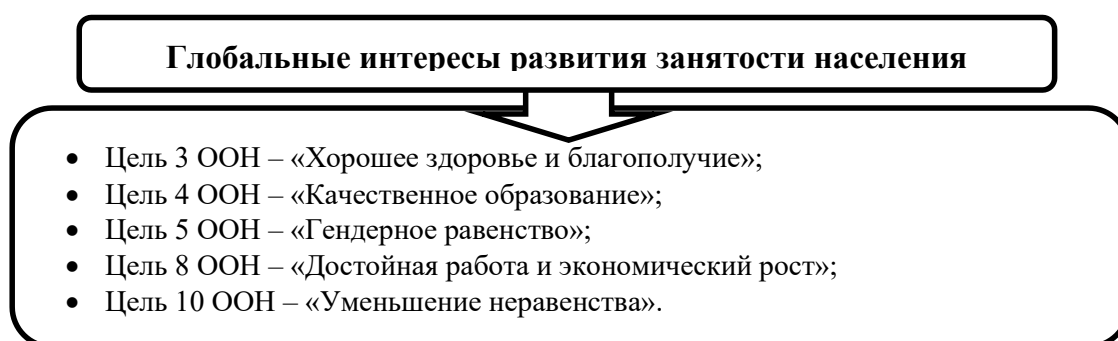 Глобальные интересы развития занятости населения
• Цель 3 ООН – «Хорошее здоровье и благополучие»;
• Цель 4 ООН – «Качественное образование»;
• Цель 5 ООН – «Гендерное равенство»;
• Цель 8 ООН – «Достойная работа и экономический рост»;
• Цель 10 ООН – «Уменьшение неравенства».